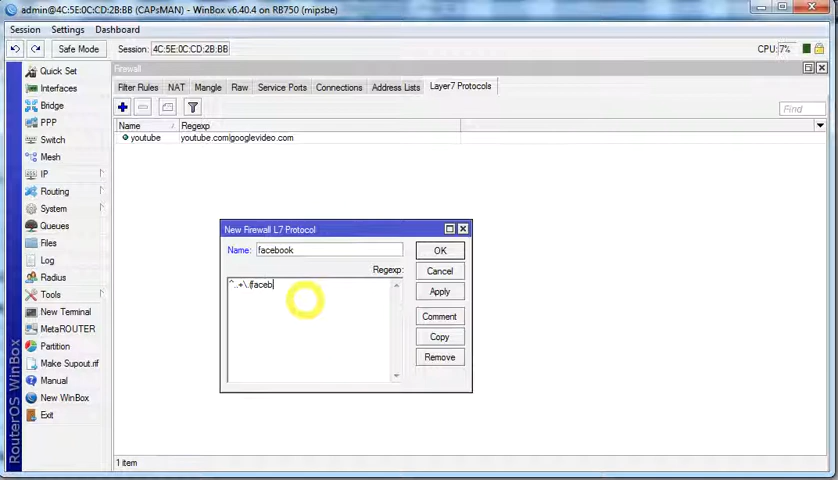 admin@4C:5E:0C:CD:2B:BB (CAPsMAN) - WinBox v6.40.4 on RB750 (mipsbe)
Session Settings Dashboard
Safe Mode Session: 4C:5E:0C:CD:2B:BB CPU: 7%
Quick Set
Interfaces
Bridge
PPP
Switch
Mesh
IP
Routing
System
Queues
Files
Log
Radius
Tools
New Terminal
MetaROUTER
Partition
Make Supout.rif
Manual
New WinBox
Exit
RouterOS WinBox
Firewall
Filter Rules NAT Mangle Raw Service Ports Connections Address Lists Layer7 Protocols
Find
Name / Regexp
youtube youtube.com|googlevideo.com
New Firewall L7 Protocol
Name: facebook
Regexp:
^..+\.(faceb
OK
Cancel
Apply
Comment
Copy
Remove
1 item